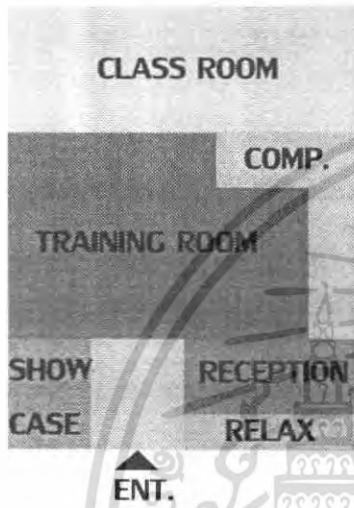 CLASS ROOM
COMP.
TRAINING ROOM
SHOW
CASE
RECEPTION
RELAX
ENT.